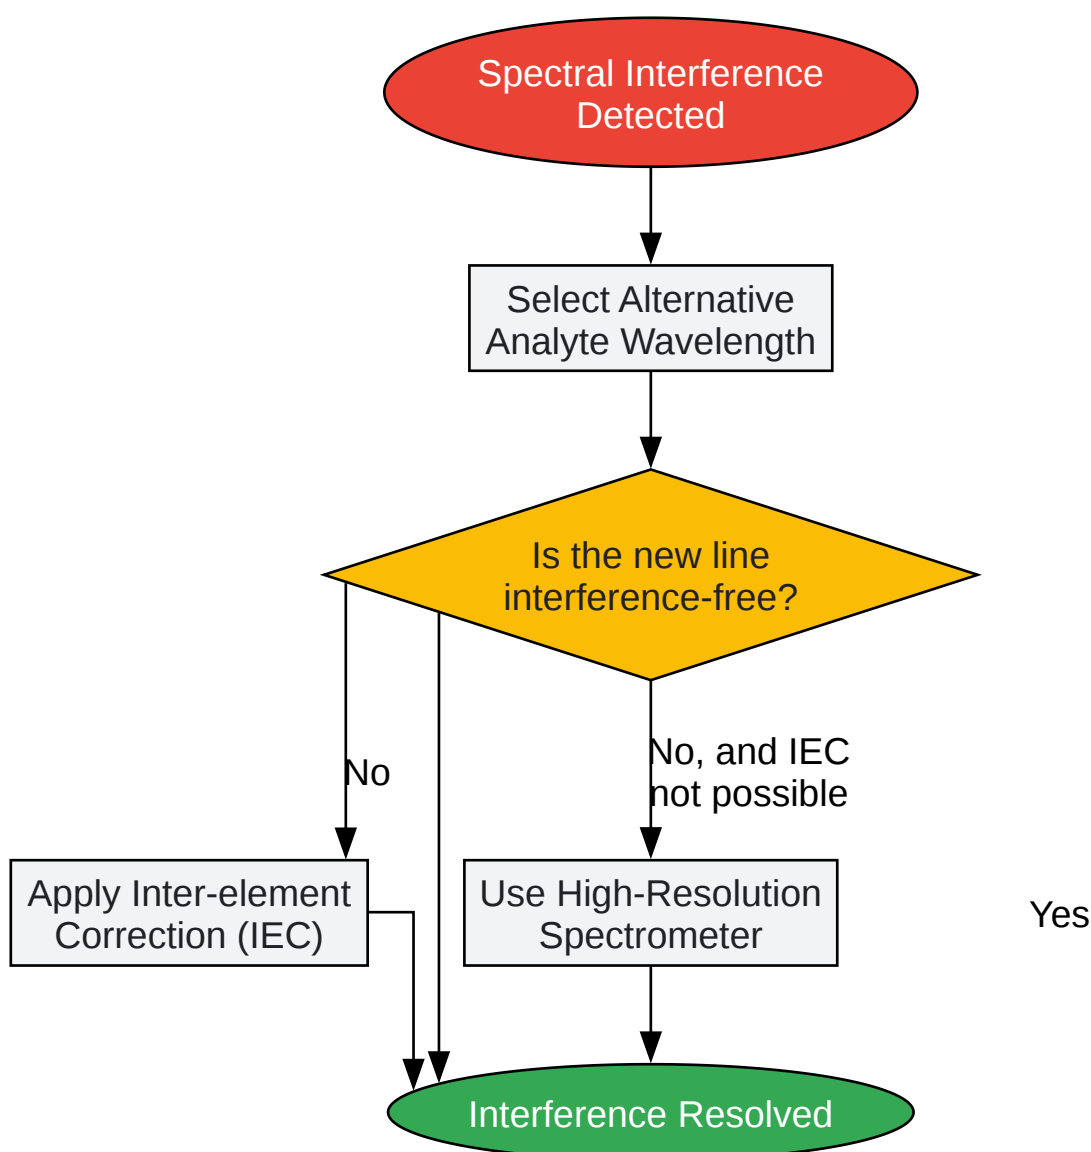 Spectral Interference
Detected
Select Alternative
Analyte Wavelength
Is the new line
interference-free?
No, and IEC
not possible
No
Apply Inter-element
Correction (IEC)
Use High-Resolution
Spectrometer
Yes
Interference Resolved